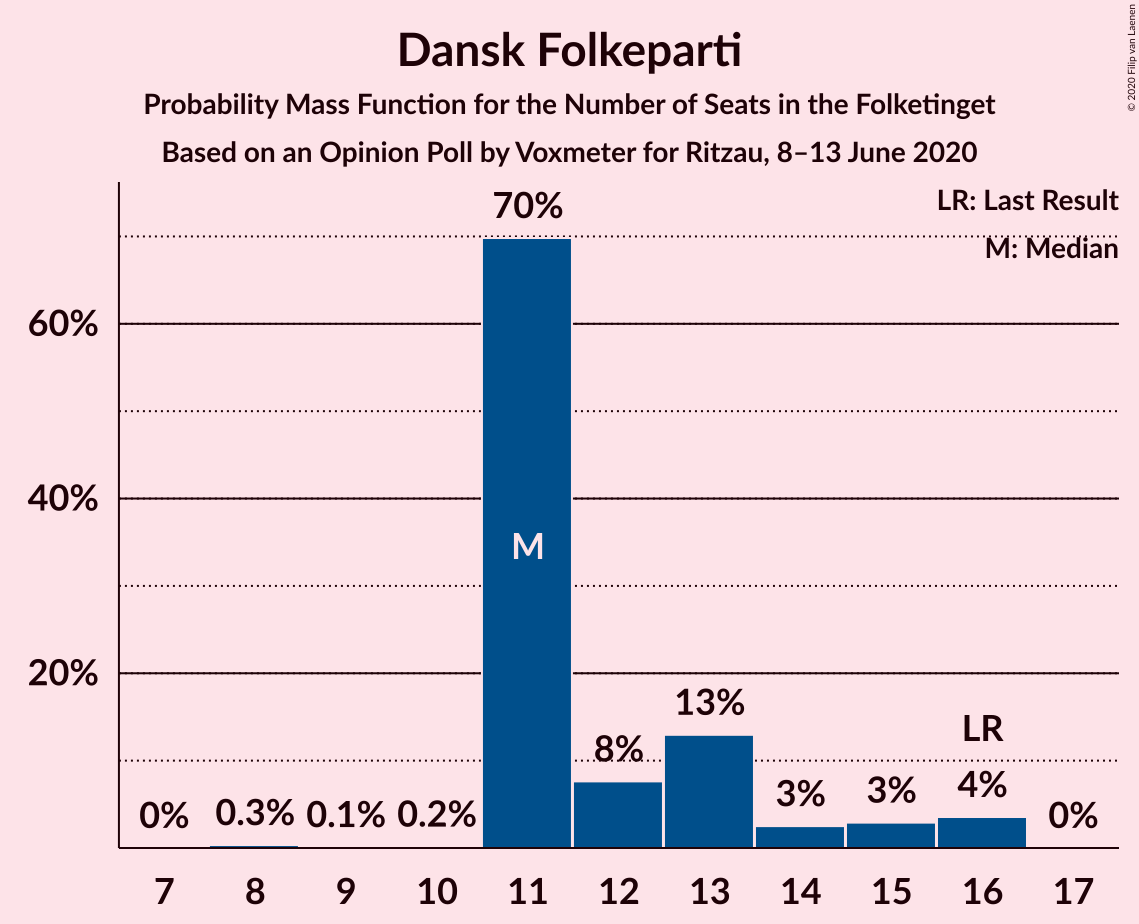 Dansk Folkeparti
Probability Mass Function for the Number of Seats in the Folketinget
Based on an Opinion Poll by Voxmeter for Ritzau, 8–13 June 2020
© 2020 Filip van Laenen
LR: Last Result
M: Median
70%
60%
40%
20%
M
0%
0.3%
0.1%
0.2%
8%
13%
3%
3%
LR
4%
0%
7 8 9 10 11 12 13 14 15 16 17